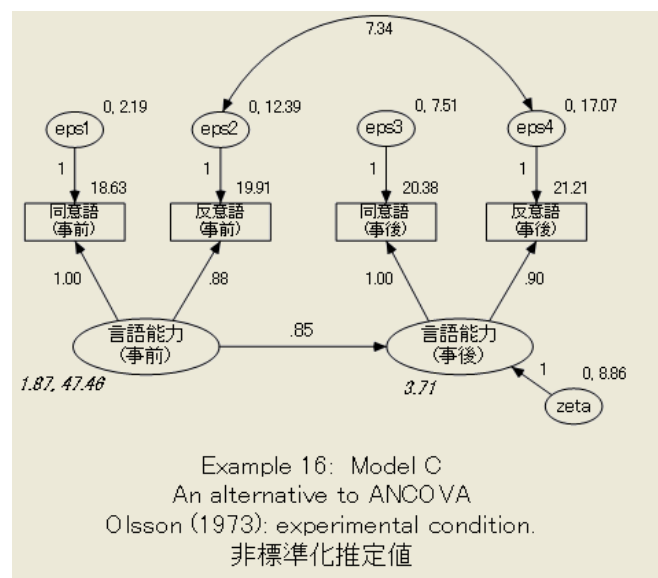 7.34
0, 2.19
0, 12.39
0, 7.51
0, 17.07
eps1
eps2
eps3
eps4
1
1
1
1
18.63
19.91
20.38
21.21
同意語
(事前)
反意語
(事前)
同意語
(事後)
反意語
(事後)
1.00
.88
1.00
.90
言語能力
(事前)
.85
言語能力
(事後)
1.87, 47.46
3.71
1
0, 8.86
zeta
Example 16: Model C
An alternative to ANCOVA
Olsson (1973): experimental condition.
非標準化推定値